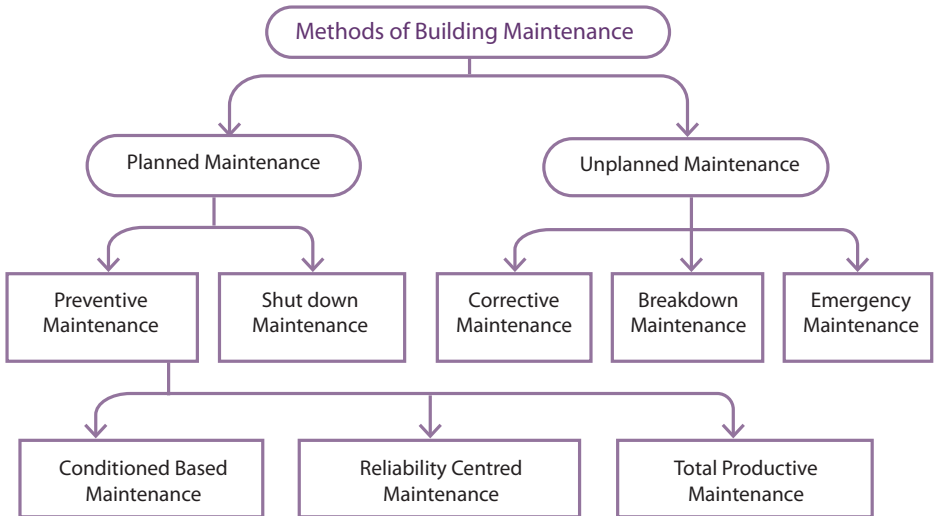 Methods of Building Maintenance
Planned Maintenance
Unplanned Maintenance
Preventive
Maintenance
Shut down
Maintenance
Corrective
Maintenance
Breakdown
Maintenance
Emergency
Maintenance
Conditioned Based
Maintenance
Reliability Centred
Maintenance
Total Productive
Maintenance